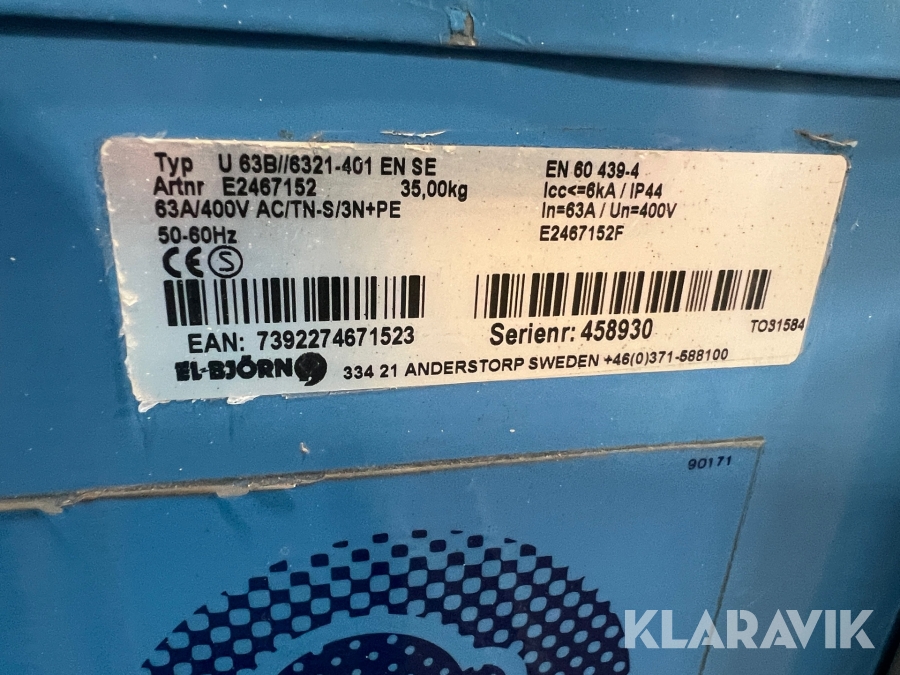 Typ U 63B//6321-401 EN SE
Artnr E2467152 35,00kg
63A/400V AC/TN-S/3N+PE
50-60Hz
EN 60 439-4
Icc<=6kA / IP44
In=63A / Un=400V
E2467152F
CE S
EAN: 7392274671523
Serienr: 458930
TO31584
EL-BJÖRN 334 21 ANDERSTORP SWEDEN +46(0)371-588100
90171
KLARAVIK